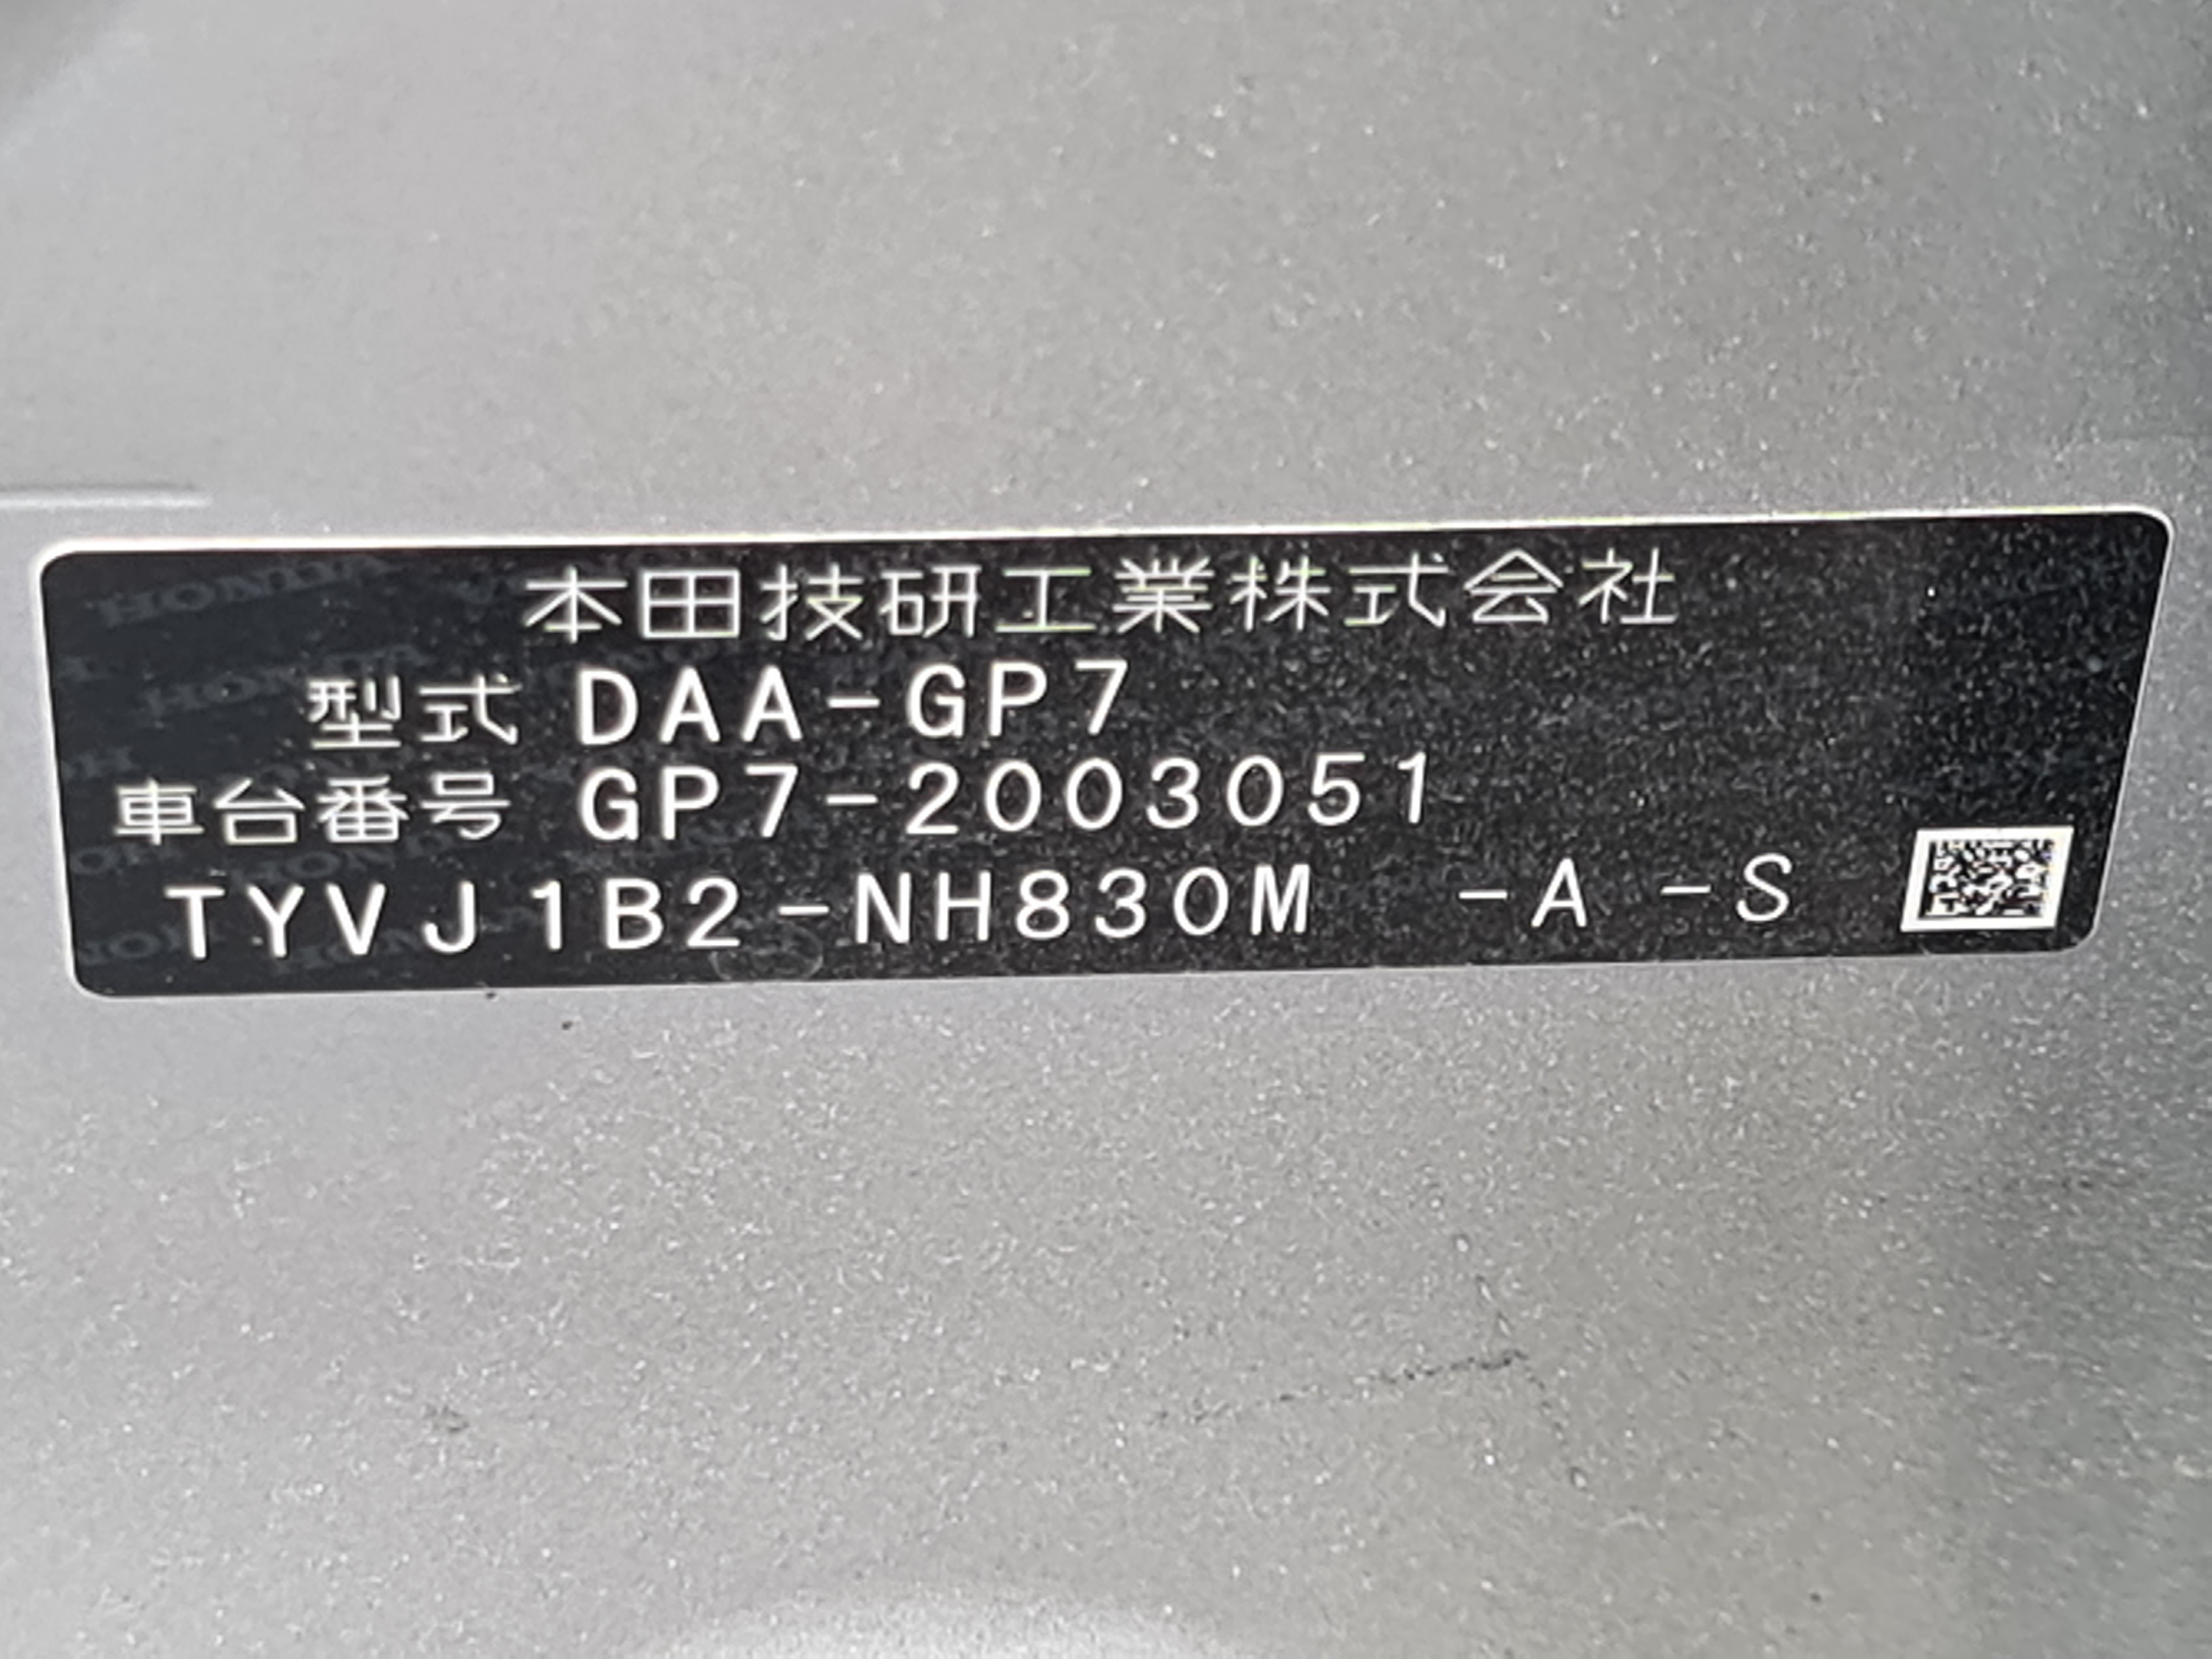 本田技研工業株式会社
型式 DAA-GP7
車台番号 GP7-2003051
TYVJ1B2-NH830M -A -S